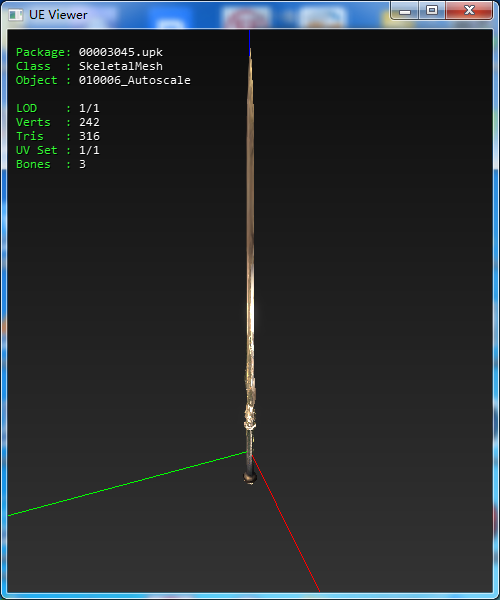 UE Viewer
Package: 00003045.upk
Class : SkeletalMesh
Object : 010006_Autoscale
LOD : 1/1
Verts : 242
Tris : 316
UV Set : 1/1
Bones : 3